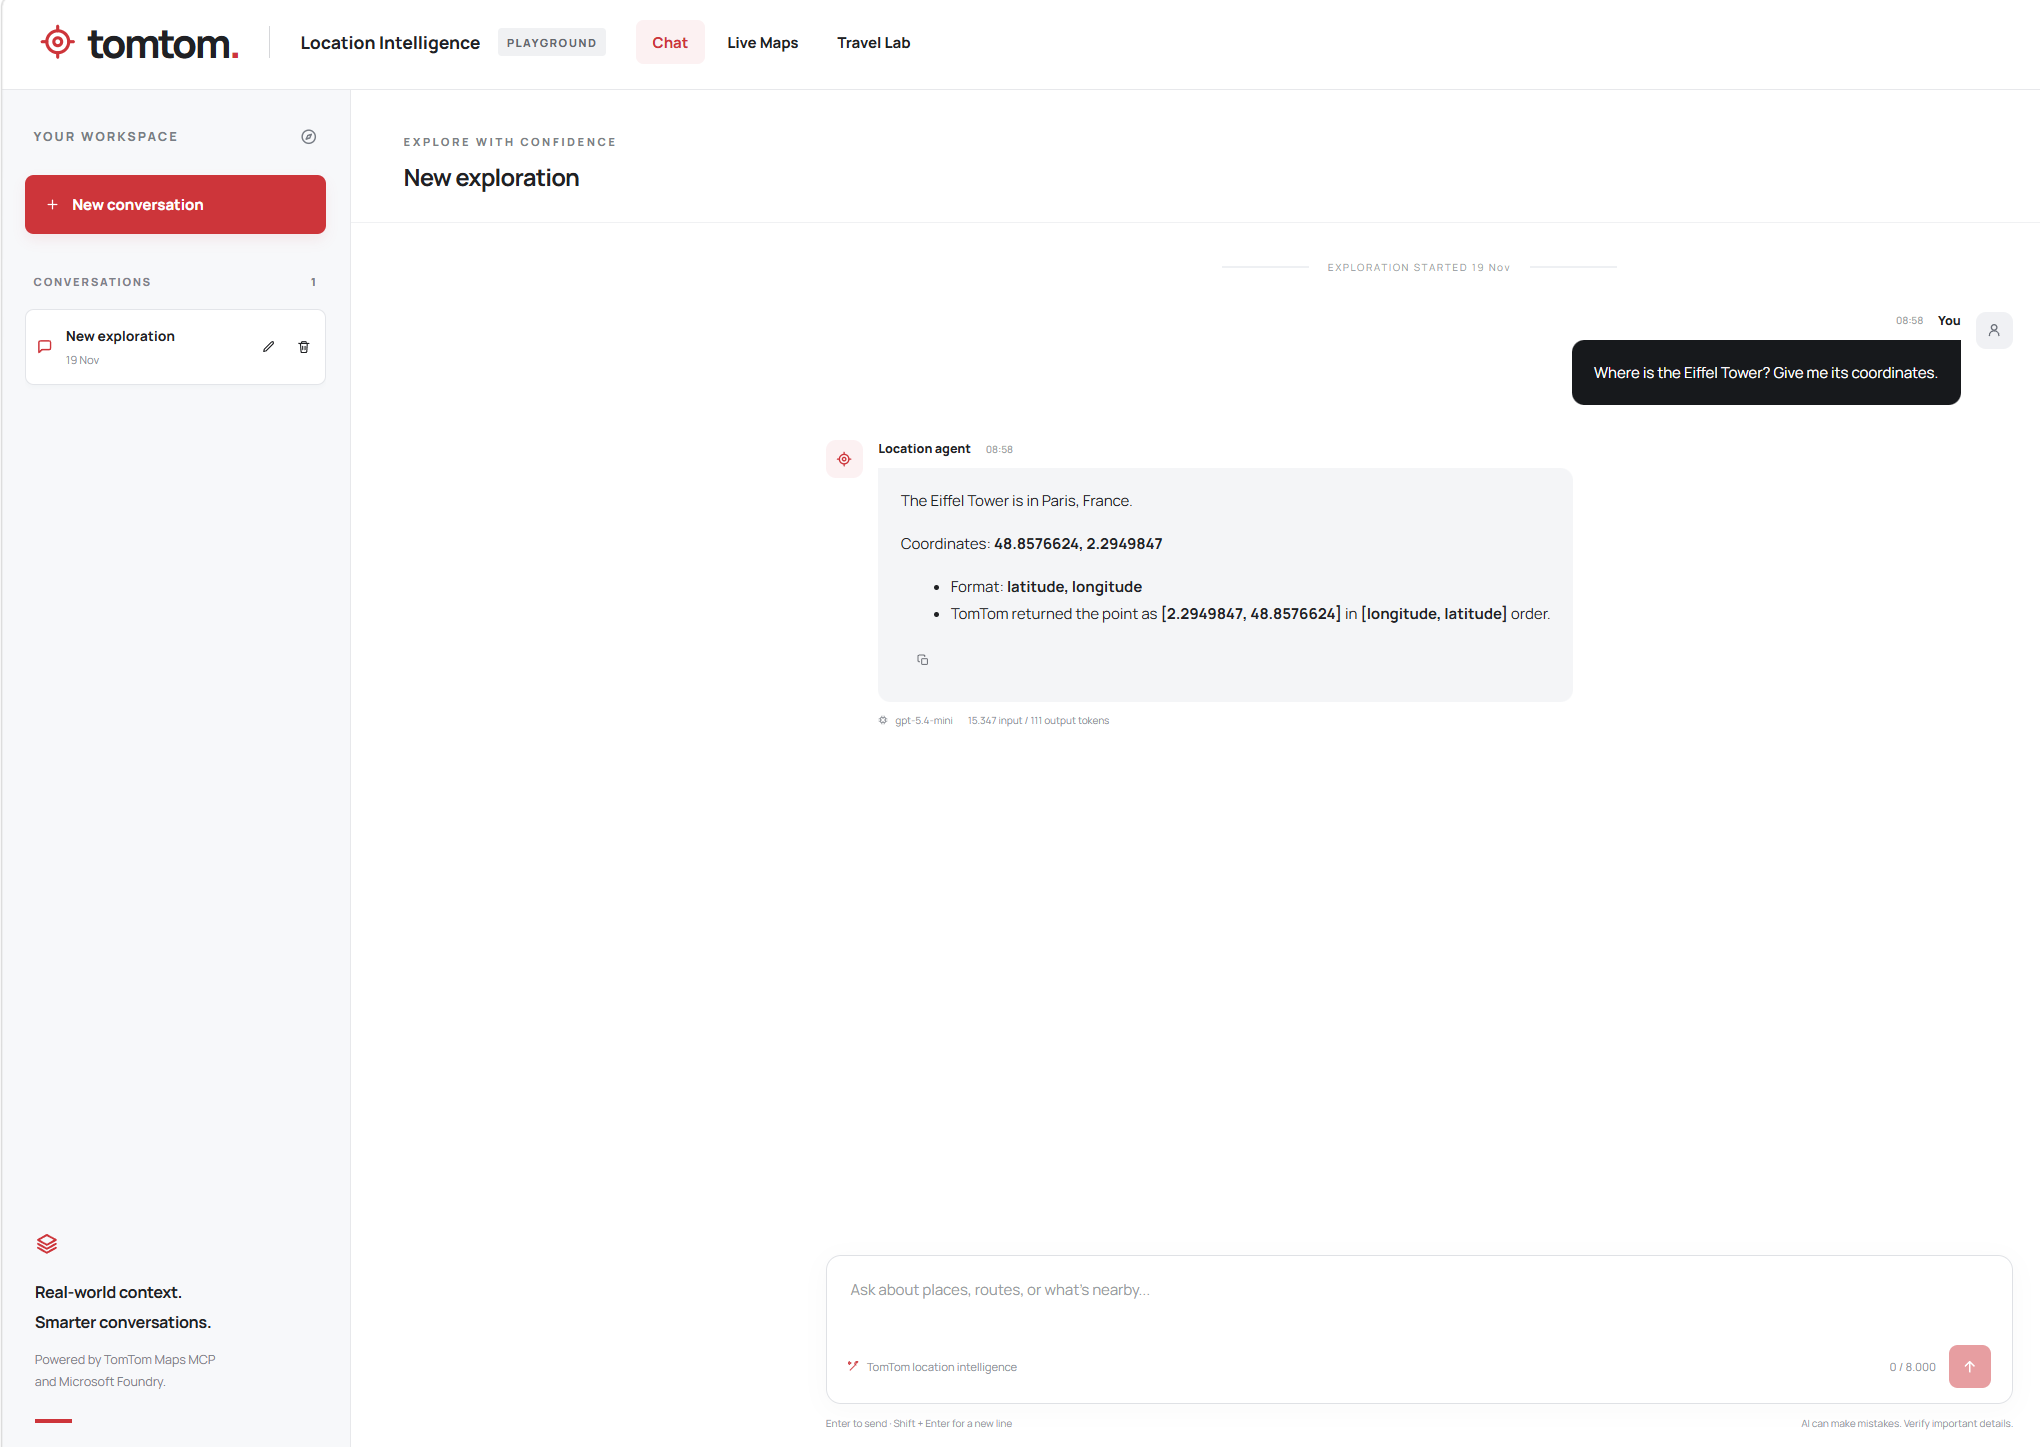 tomtom.
Location Intelligence
PLAYGROUND
Chat
Live Maps
Travel Lab
YOUR WORKSPACE
+ New conversation
CONVERSATIONS 1
New exploration
19 Nov
Real-world context.
Smarter conversations.
Powered by TomTom Maps MCP
and Microsoft Foundry.
EXPLORE WITH CONFIDENCE
New exploration
EXPLORATION STARTED 19 Nov
08:58 You
Where is the Eiffel Tower? Give me its coordinates.
Location agent 08:58
The Eiffel Tower is in Paris, France.
Coordinates: 48.8576624, 2.2949847
• Format: latitude, longitude
• TomTom returned the point as [2.2949847, 48.8576624] in [longitude, latitude] order.
gpt-5.4-mini 15.347 input / 111 output tokens
Ask about places, routes, or what's nearby...
TomTom location intelligence
0 / 8.000
Enter to send · Shift + Enter for a new line
AI can make mistakes. Verify important details.